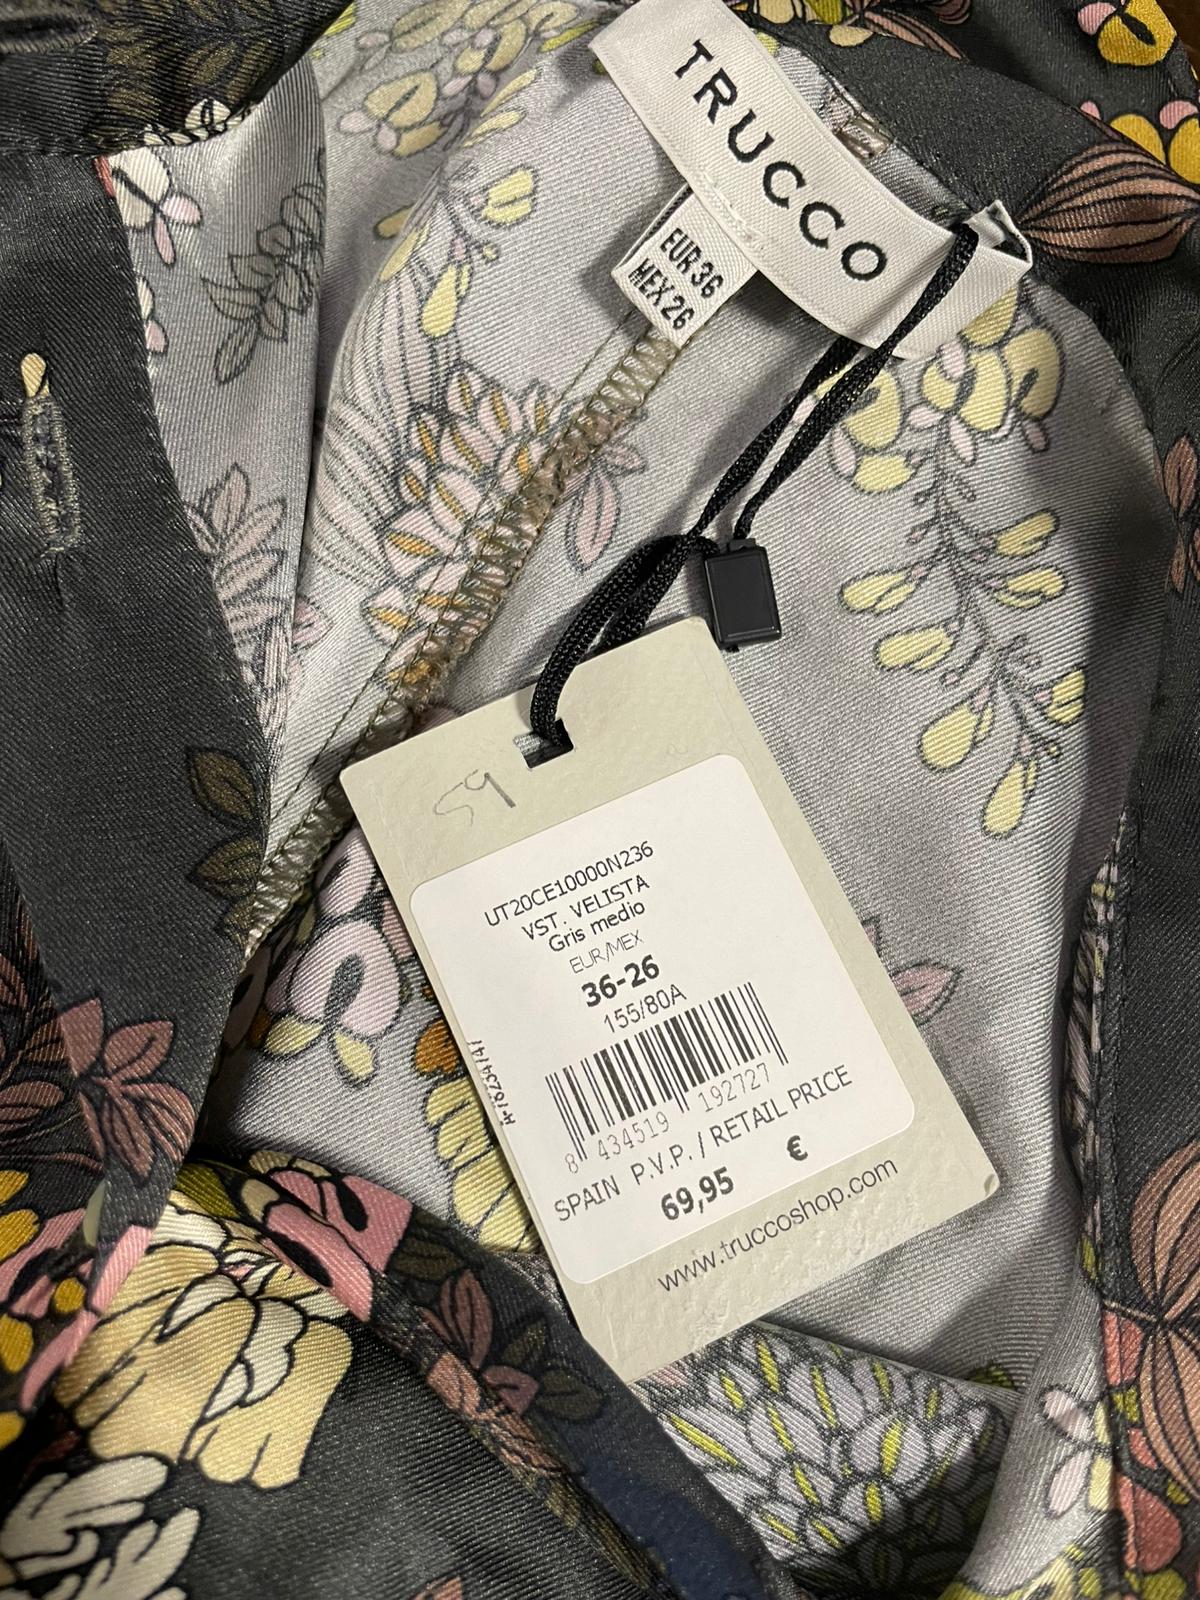 TRUCCO
EUR 36
MEX 26
59
UT20CE10000N236
VST. VELISTA
Gris medio
EUR/MEX
36-26
155/80A
8 434519 192727
SPAIN P.V.P. / RETAIL PRICE
69,95 €
www.truccoshop.com